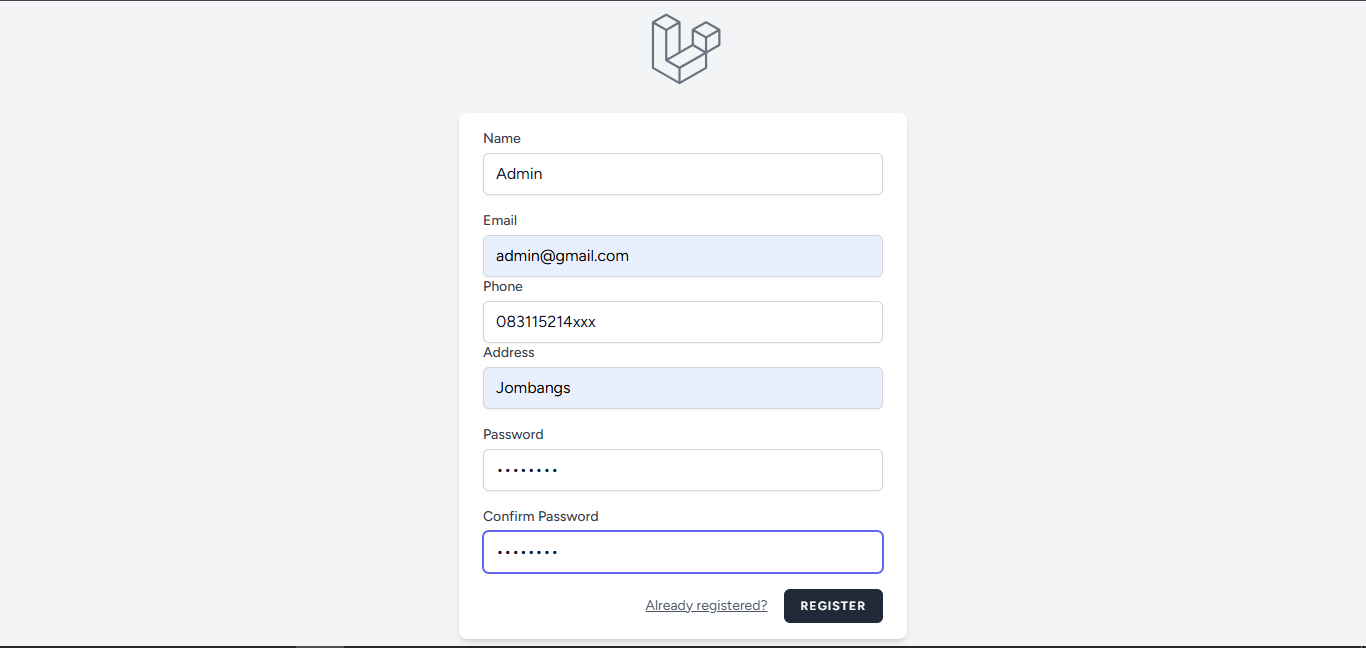 Name
Admin
Email
admin@gmail.com
Phone
083115214xxx
Address
Jombangs
Password
••••••••
Confirm Password
••••••••
Already registered? REGISTER